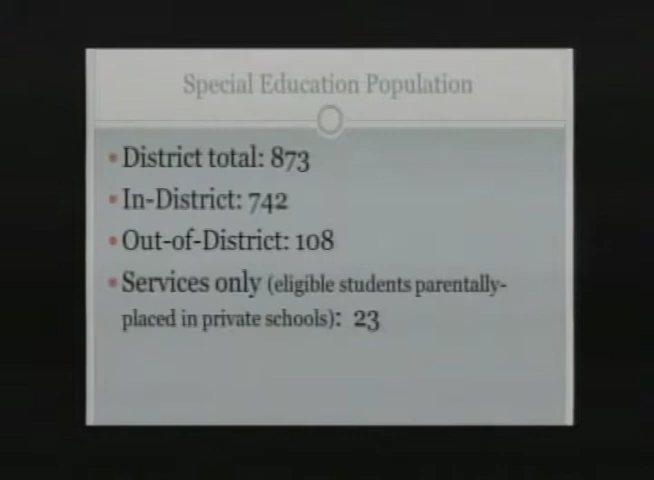 Special Education Population
• District total: 873
• In-District: 742
• Out-of-District: 108
• Services only (eligible students parentally-
placed in private schools): 23